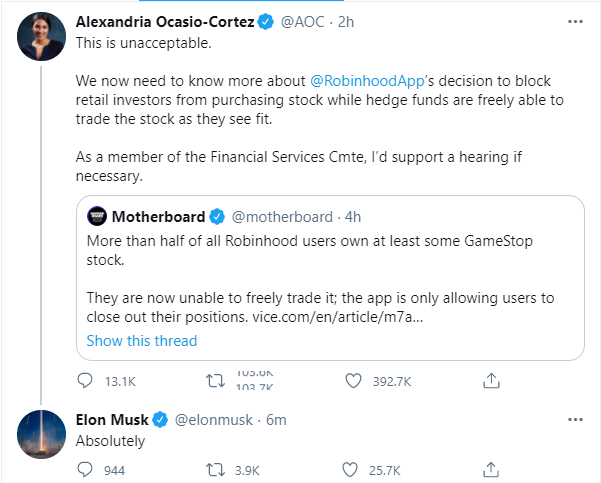 Alexandria Ocasio-Cortez @AOC · 2h
This is unacceptable.
We now need to know more about @RobinhoodApp's decision to block
retail investors from purchasing stock while hedge funds are freely able to
trade the stock as they see fit.
As a member of the Financial Services Cmte, I'd support a hearing if
necessary.
Motherboard @motherboard · 4h
More than half of all Robinhood users own at least some GameStop
stock.
They are now unable to freely trade it; the app is only allowing users to
close out their positions. vice.com/en/article/m7a...
Show this thread
13.1K 392.7K
Elon Musk @elonmusk · 6m
Absolutely
944 3.9K 25.7K